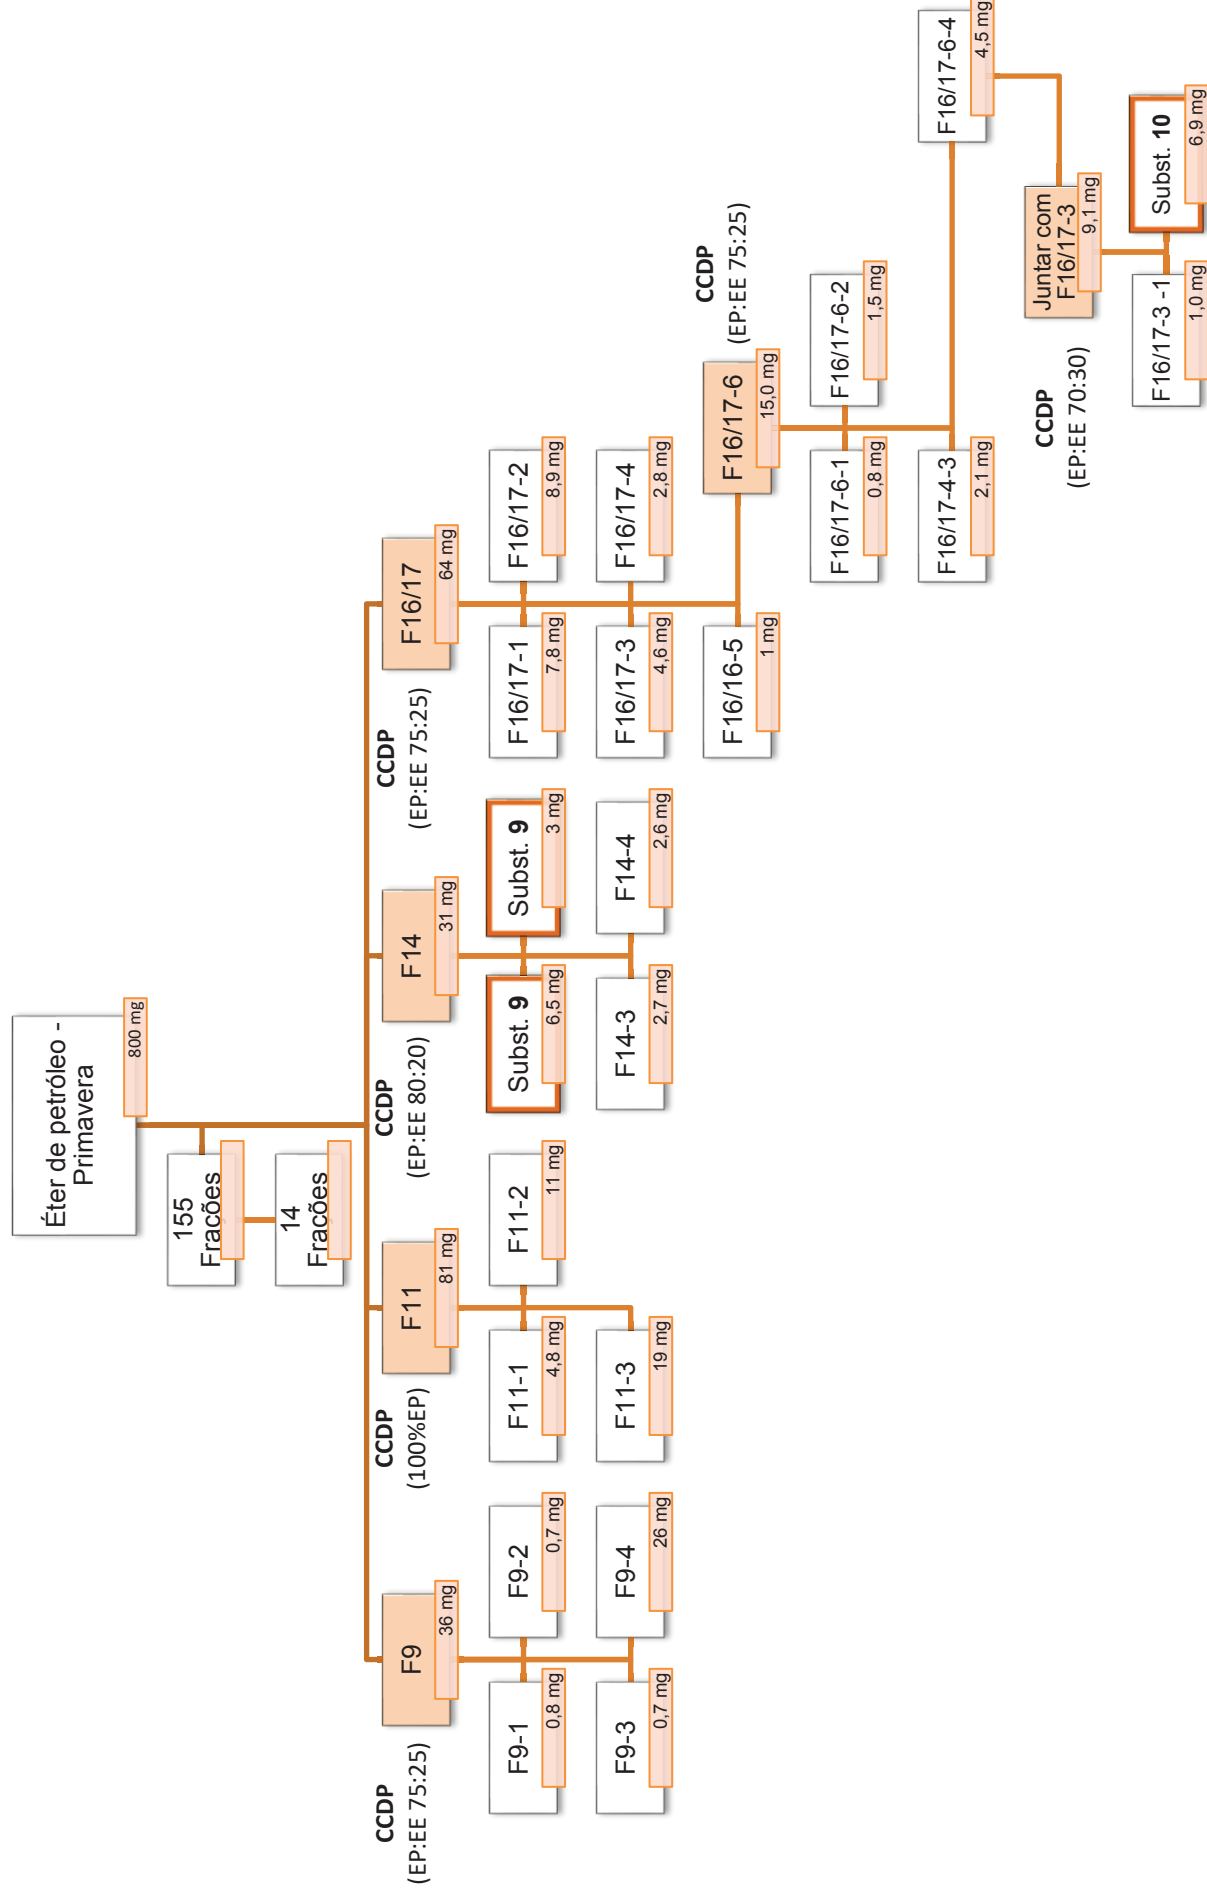 Éter de petróleo -
Primavera
800 mg
155
Frações
14
Frações
CCDP
(EP:EE 75:25)
F9
36 mg
F9-1
0,8 mg
F9-2
0,7 mg
F9-3
0,7 mg
F9-4
26 mg
CCDP
(100%EP)
F11
81 mg
F11-1
4,8 mg
F11-2
11 mg
F11-3
19 mg
CCDP
(EP:EE 80:20)
F14
31 mg
Subst. 9
6,5 mg
Subst. 9
3 mg
F14-3
2,7 mg
F14-4
2,6 mg
CCDP
(EP:EE 75:25)
F16/17
64 mg
F16/17-1
7,8 mg
F16/17-2
8,9 mg
F16/17-3
4,6 mg
F16/17-4
2,8 mg
F16/16-5
1 mg
F16/17-6
15,0 mg
CCDP
(EP:EE 75:25)
F16/17-6-1
0,8 mg
F16/17-6-2
1,5 mg
F16/17-4-3
2,1 mg
F16/17-6-4
4,5 mg
CCDP
(EP:EE 70:30)
Juntar com
F16/17-3
9,1 mg
F16/17-3 -1
1,0 mg
Subst. 10
6,9 mg